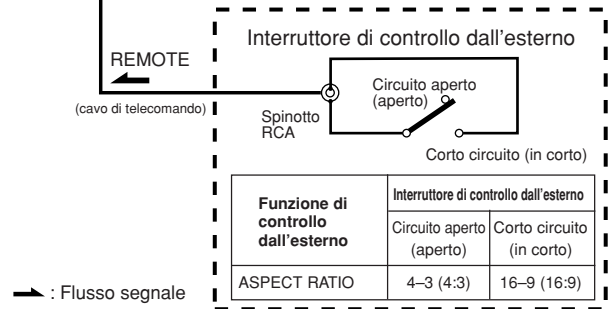 Interruttore di controllo dall'esterno
REMOTE
(cavo di telecomando)
Spinotto
RCA
Circuito aperto
(aperto)
Corto circuito (in corto)
Funzione di
controllo
dall'esterno
Interruttore di controllo dall'esterno
Circuito aperto
(aperto)
Corto circuito
(in corto)
ASPECT RATIO
4–3 (4:3)
16–9 (16:9)
: Flusso segnale